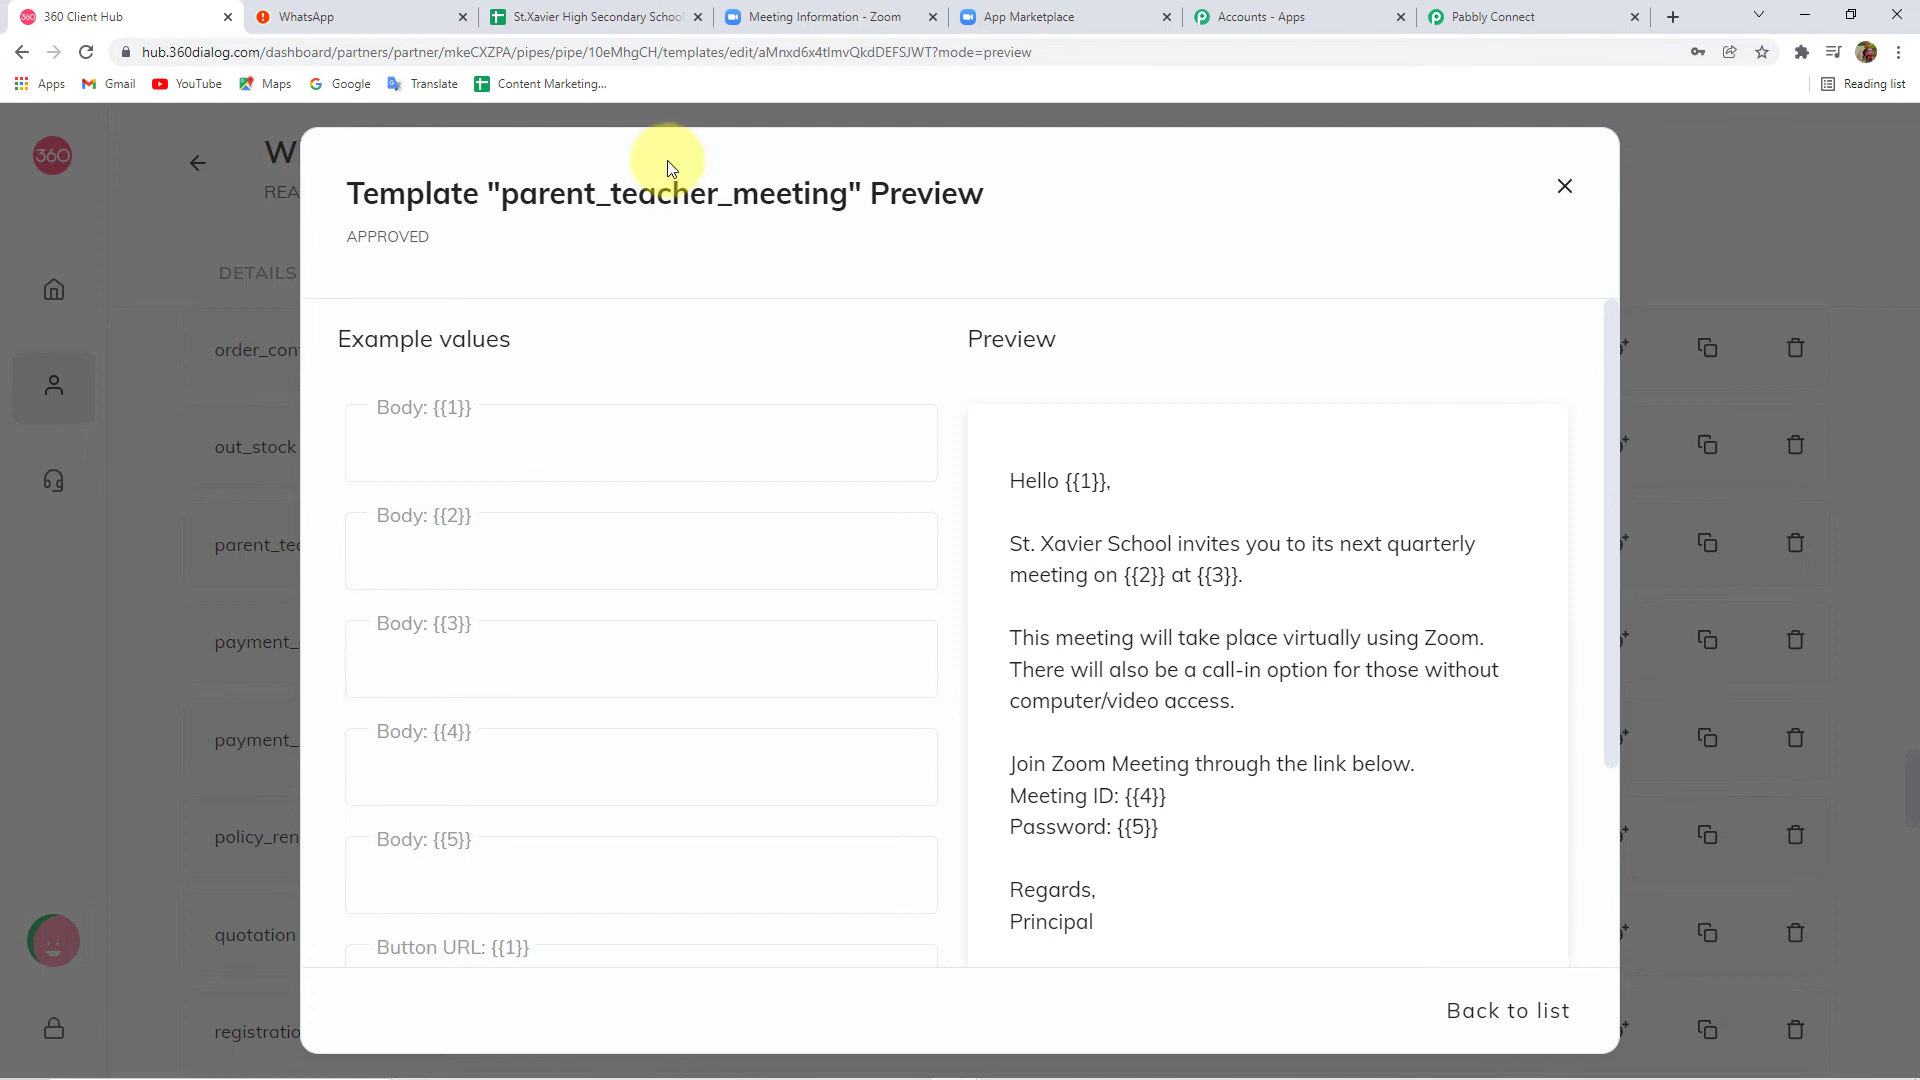 360 Client Hub
WhatsApp
St.Xavier High Secondary School
Meeting Information - Zoom
App Marketplace
Accounts - Apps
Pabbly Connect
hub.360dialog.com/dashboard/partners/partner/mkeCXZPA/pipes/pipe/10eMhgCH/templates/edit/aMnxd6x4tlmvQkdDEFSJWT?mode=preview
Apps
Gmail
YouTube
Maps
Google
Translate
Content Marketing...
Reading list
360
W
REA
DETAILS
Template "parent_teacher_meeting" Preview
APPROVED
Example values
Preview
Body: {{1}}
Body: {{2}}
Body: {{3}}
Body: {{4}}
Body: {{5}}
Button URL: {{1}}
Hello {{1}},
St. Xavier School invites you to its next quarterly
meeting on {{2}} at {{3}}.
This meeting will take place virtually using Zoom.
There will also be a call-in option for those without
computer/video access.
Join Zoom Meeting through the link below.
Meeting ID: {{4}}
Password: {{5}}
Regards,
Principal
Back to list
order_con
out_stock
parent_tea
payment_
payment_
policy_ren
quotation
registratio